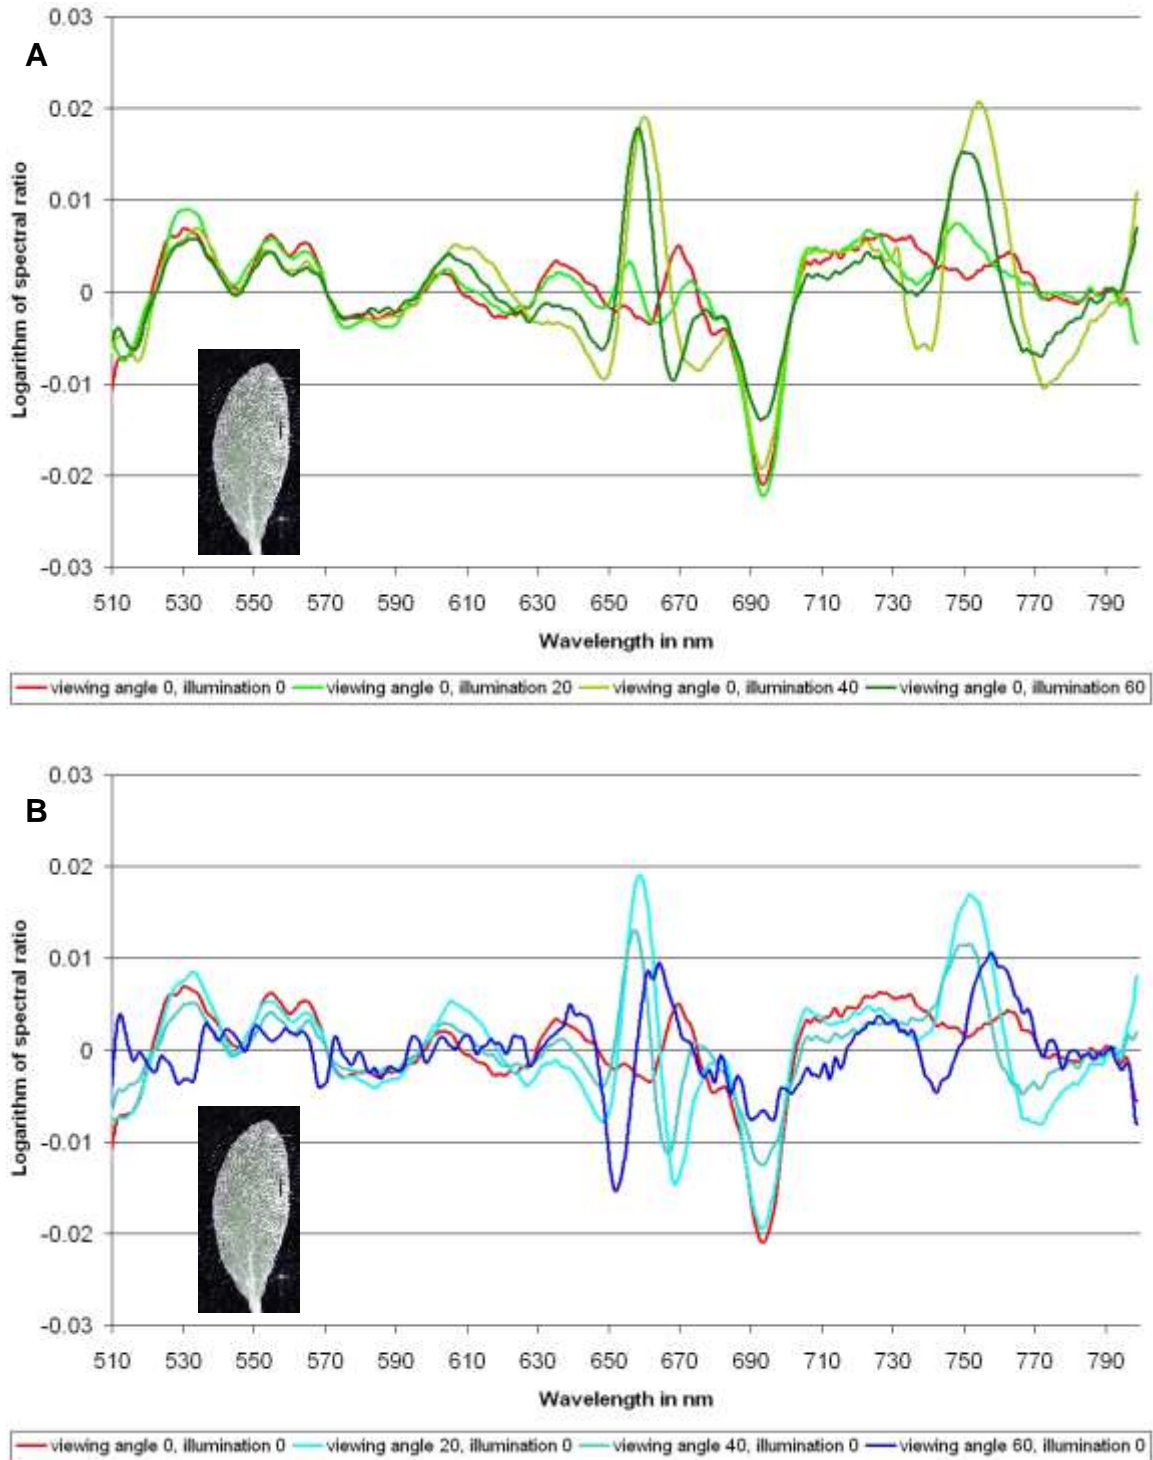 A
0.03
0.02
0.01
0
-0.01
-0.02
-0.03
Logarithm of spectral ratio
510 530 550 570 590 610 630 650 670 690 710 730 750 770 790
Wavelength in nm
viewing angle 0, illumination 0 viewing angle 0, illumination 20 viewing angle 0, illumination 40 viewing angle 0, illumination 60
B
0.03
0.02
0.01
0
-0.01
-0.02
-0.03
Logarithm of spectral ratio
510 530 550 570 590 610 630 650 670 690 710 730 750 770 790
Wavelength in nm
viewing angle 0, illumination 0 viewing angle 20, illumination 0 viewing angle 40, illumination 0 viewing angle 60, illumination 0